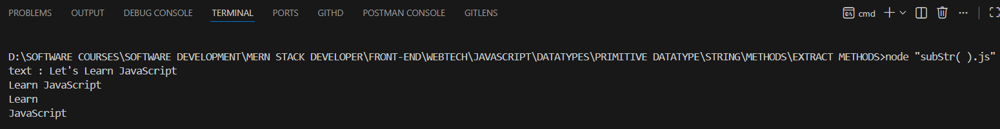 PROBLEMS OUTPUT DEBUG CONSOLE TERMINAL PORTS GITHD POSTMAN CONSOLE GITLENS cmd
D:\SOFTWARE COURSES\SOFTWARE DEVELOPMENT\MERN STACK DEVELOPER\FRONT-END\WEBTECH\JAVASCRIPT\DATATYPES\PRIMITIVE DATATYPE\STRING\METHODS\EXTRACT METHODS>node "subStr( ).js"
text : Let's Learn JavaScript
Learn JavaScript
Learn
JavaScript